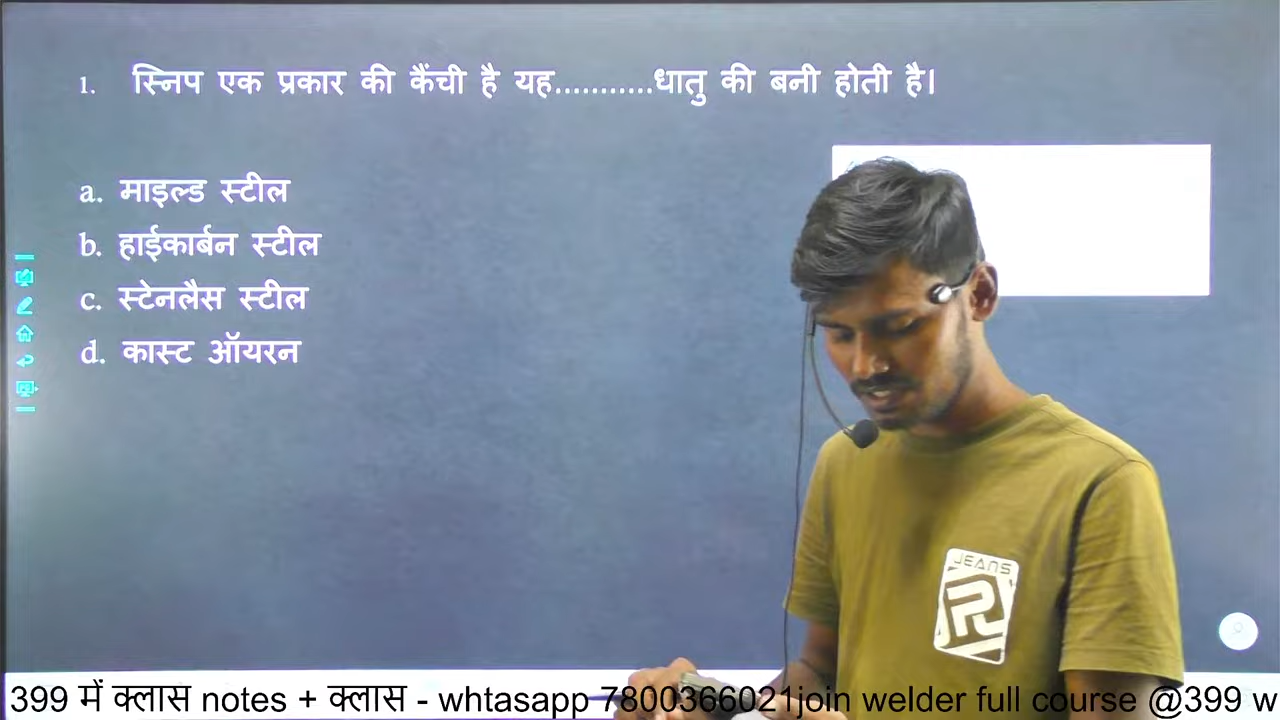 1. स्निप एक प्रकार की कैंची है यह...........धातु की बनी होती है।
a. माइल्ड स्टील
b. हाईकार्बन स्टील
c. स्टेनलैस स्टील
d. कास्ट ऑयरन
JEANS
399 में क्लास notes + क्लास - whtasapp 7800366021join welder full course @399 w